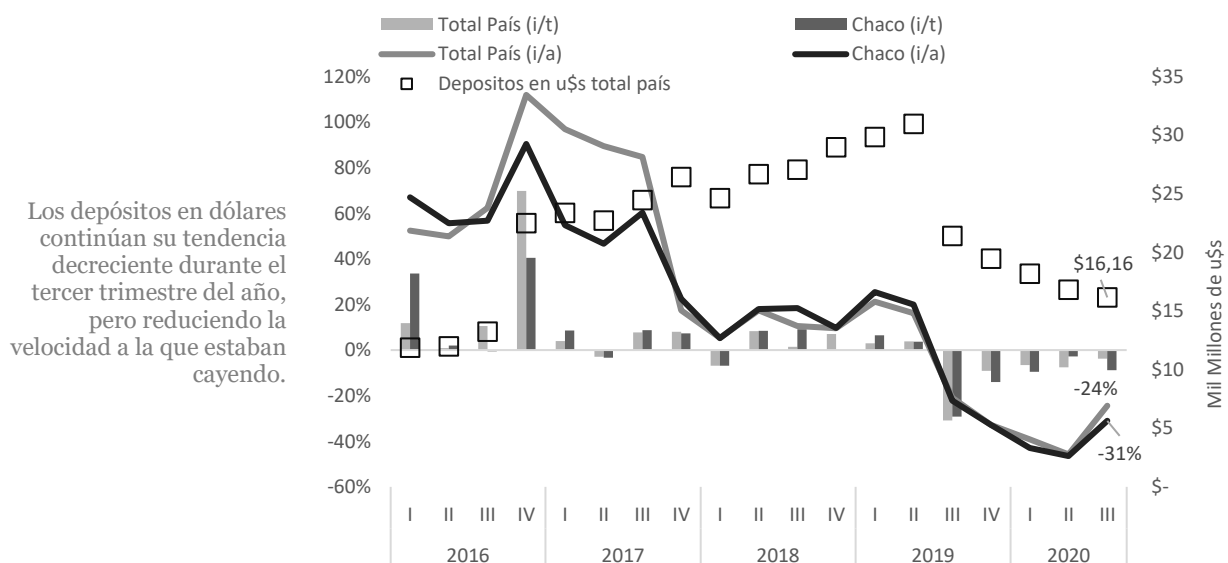 Total País (i/t)
Chaco (i/t)
Total País (i/a)
Chaco (i/a)
Depositos en u$s total país
Los depósitos en dólares
continúan su tendencia
decreciente durante el
tercer trimestre del año,
pero reduciendo la
velocidad a la que estaban
cayendo.
120%
100%
80%
60%
40%
20%
0%
-20%
-40%
-60%
$35
$30
$25
$20
$15
$10
$5
$-
Mil Millones de u$s
$16,16
-24%
-31%
I II III IV I II III IV I II III IV I II III IV I II III
2016 2017 2018 2019 2020